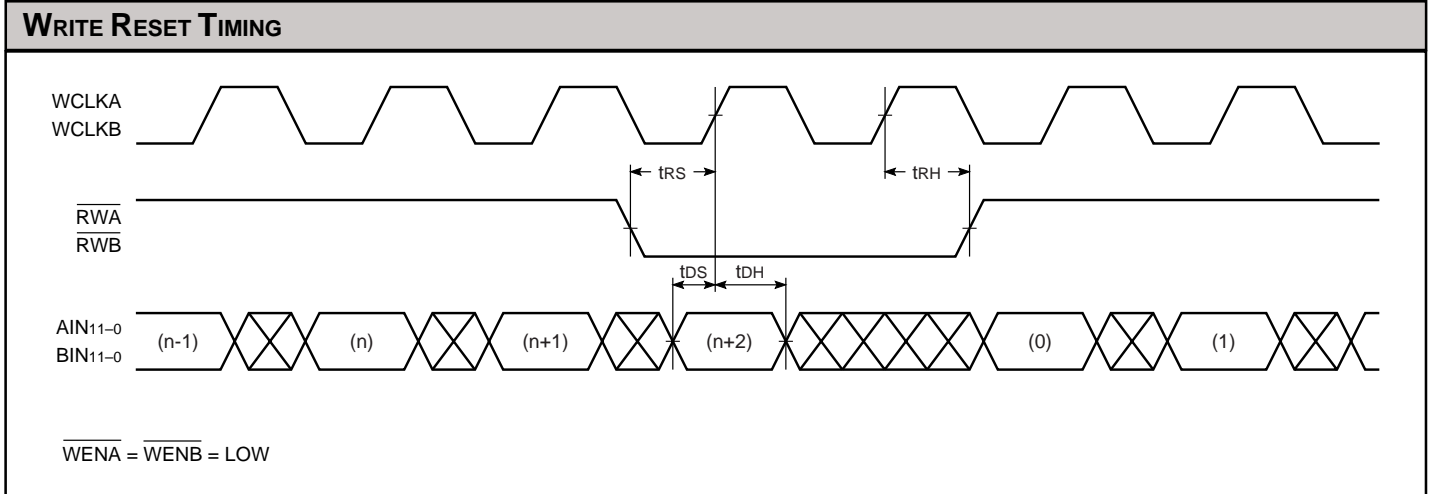 WRITE RESET TIMING
WCLKA
WCLKB
tRS
tRH
RWA
RWB
tDS
tDH
AIN11–0
BIN11–0
(n-1)
(n)
(n+1)
(n+2)
(0)
(1)
WENA = WENB = LOW